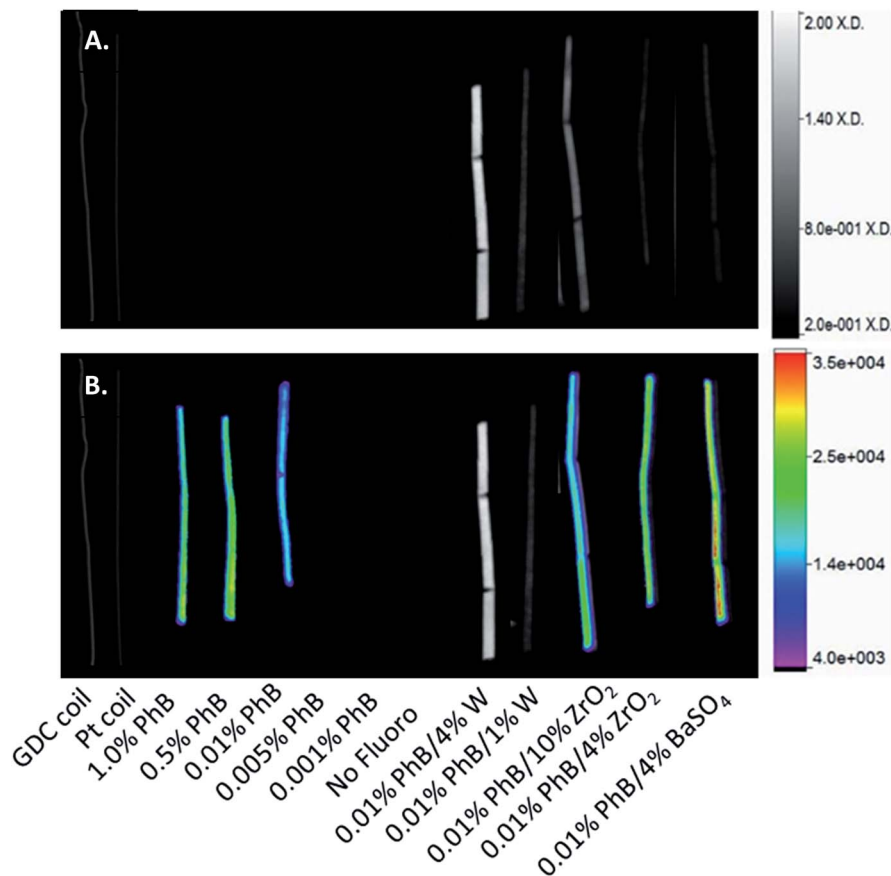 A.
2.00 X.D.
1.40 X.D.
8.0e-001 X.D.
2.0e-001 X.D.
B.
3.5e+004
2.5e+004
1.4e+004
4.0e+003
GDC coil
Pt coil
1.0% PhB
0.5% PhB
0.01% PhB
0.005% PhB
0.001% PhB
No Fluoro
0.01% PhB/4% W
0.01% PhB/1% W
0.01% PhB/10% ZrO₂
0.01% PhB/4% ZrO₂
0.01% PhB/4% BaSO₄